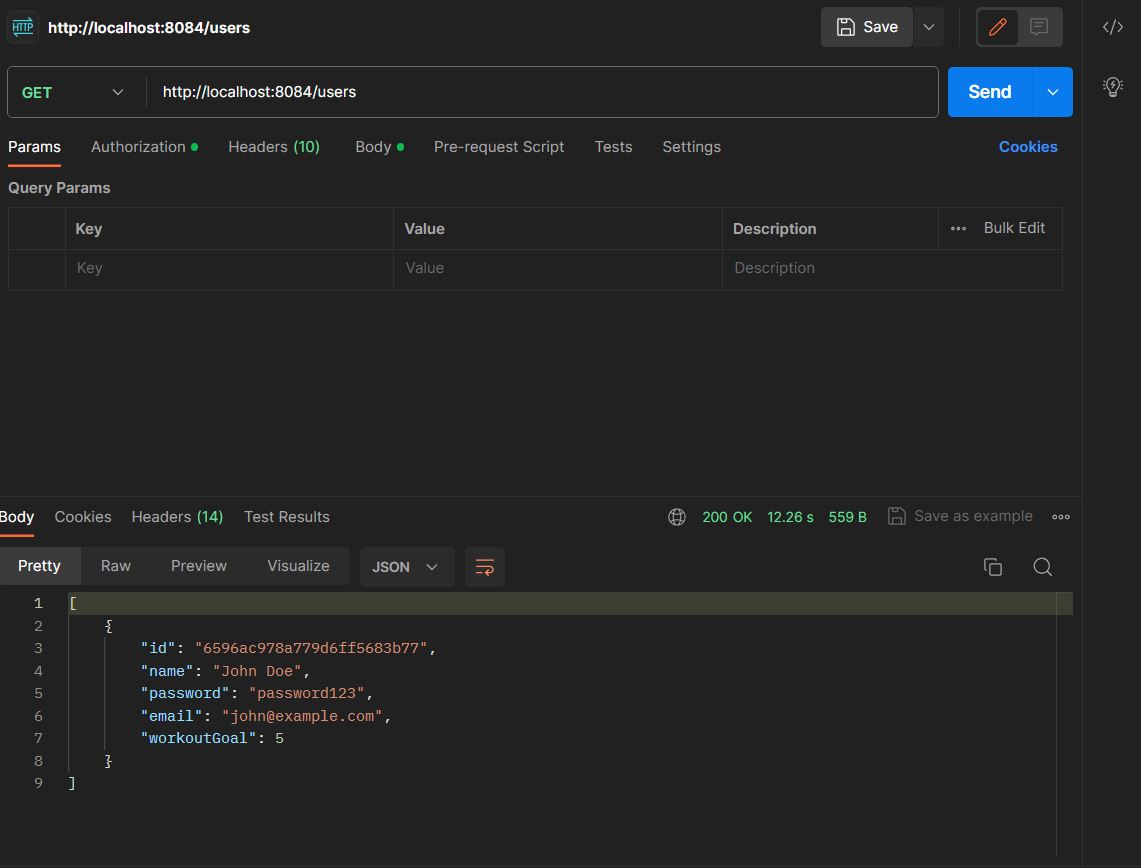 HTTP http://localhost:8084/users Save
GET http://localhost:8084/users Send
Params Authorization Headers (10) Body Pre-request Script Tests Settings Cookies
Query Params
Key Value Description Bulk Edit
Key Value Description
Body Cookies Headers (14) Test Results 200 OK 12.26 s 559 B Save as example
Pretty Raw Preview Visualize JSON
1 [
2 {
3 "id": "6596ac978a779d6ff5683b77",
4 "name": "John Doe",
5 "password": "password123",
6 "email": "john@example.com",
7 "workoutGoal": 5
8 }
9 ]